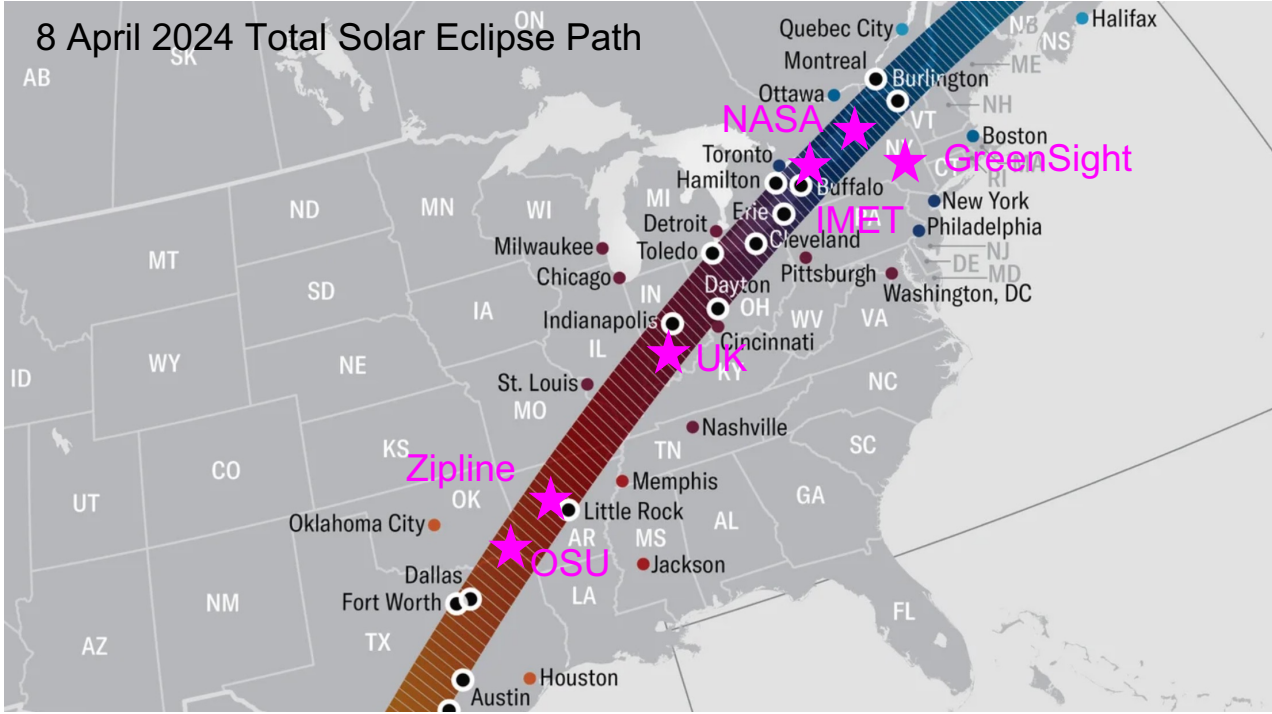 8 April 2024 Total Solar Eclipse Path
ON
Quebec City
NB
Halifax
NS
SK
AB
Montreal
Burlington
ME
Ottawa
NASA
NH
VT
Boston
NY
GreenSight
MA
Toronto
CT
RI
Hamilton
Buffalo
MI
New York
ND
MN
WI
Erie
IMET
PA
Detroit
Philadelphia
Milwaukee
Toledo
Cleveland
NJ
MT
DE
MD
Chicago
Pittsburgh
Washington, DC
SD
IN
Dayton
OH
IA
Indianapolis
WV
VA
Cincinnati
WY
NE
IL
UK
KY
ID
St. Louis
NC
MO
Nashville
KS
TN
SC
CO
Zipline
Memphis
UT
OK
GA
Oklahoma City
Little Rock
AL
AR
MS
OSU
Jackson
Dallas
Fort Worth
LA
NM
FL
TX
AZ
Houston
Austin